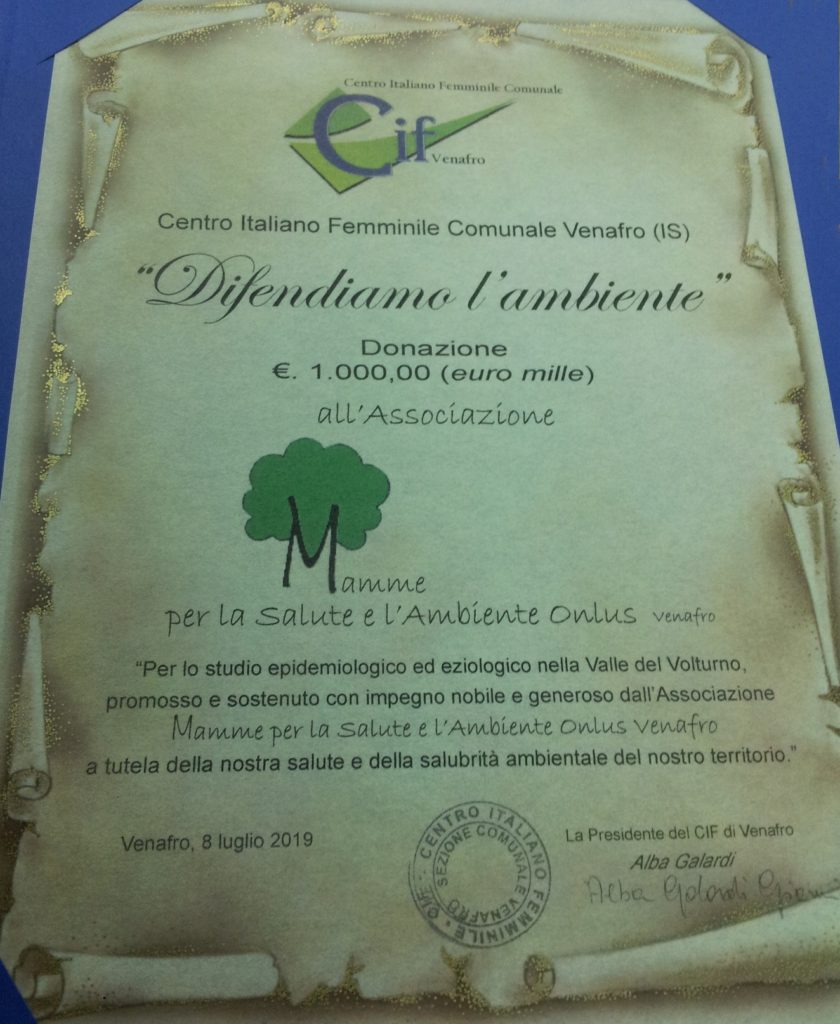 Centro Italiano Femminile Comunale
Cif Venafro
Centro Italiano Femminile Comunale Venafro (IS)
“Difendiamo l'ambiente”
Donazione
€. 1.000,00 (euro mille)
all'Associazione
Mamme
per la Salute e l'Ambiente Onlus Venafro
“Per lo studio epidemiologico ed eziologico nella Valle del Volturno,
promosso e sostenuto con impegno nobile e generoso dall'Associazione
Mamme per la Salute e l'Ambiente Onlus Venafro
a tutela della nostra salute e della salubrità ambientale del nostro territorio.”
Venafro, 8 luglio 2019
CENTRO ITALIANO FEMMINILE
SEZIONE COMUNALE VENAFRO
La Presidente del CIF di Venafro
Alba Galardi
Alba Galardi